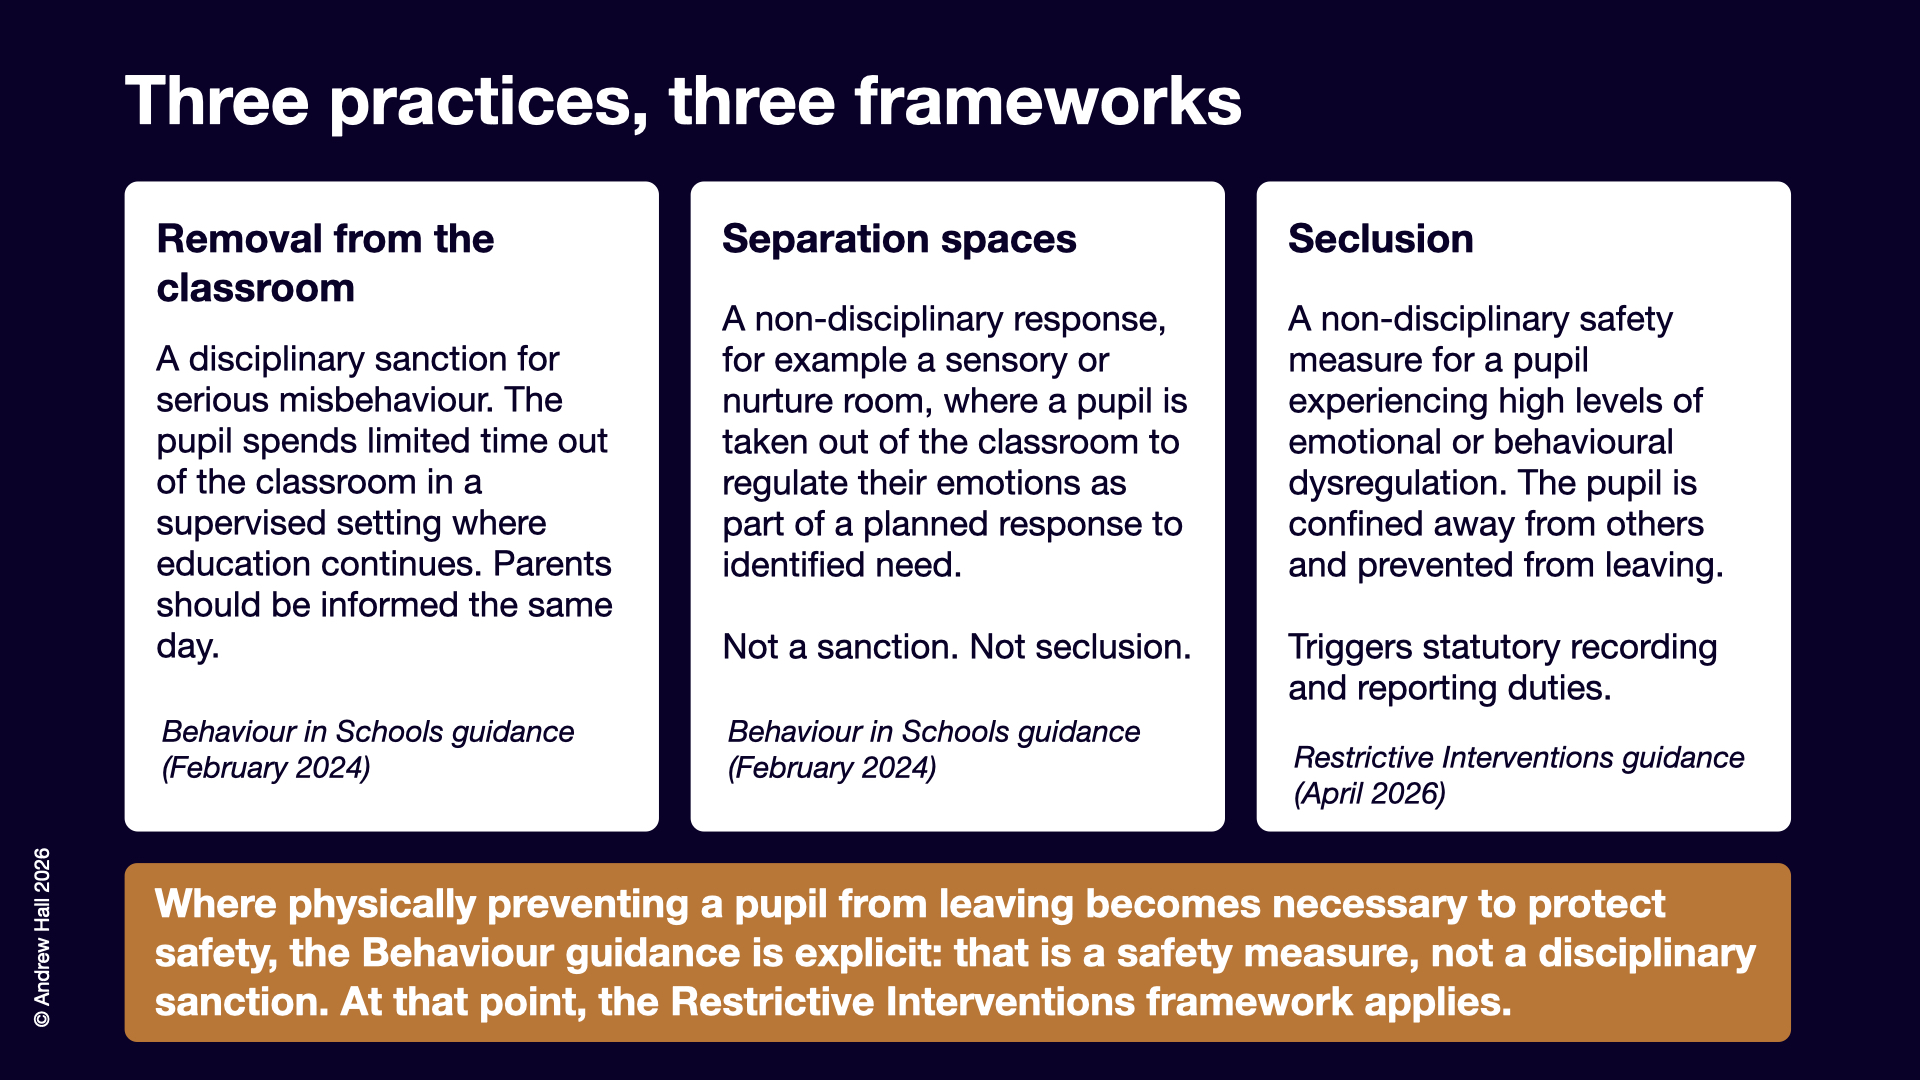 Three practices, three frameworks
Removal from the
classroom
A disciplinary sanction for
serious misbehaviour. The
pupil spends limited time out
of the classroom in a
supervised setting where
education continues. Parents
should be informed the same
day.
Behaviour in Schools guidance
(February 2024)
Separation spaces
A non-disciplinary response,
for example a sensory or
nurture room, where a pupil is
taken out of the classroom to
regulate their emotions as
part of a planned response to
identified need.
Not a sanction. Not seclusion.
Behaviour in Schools guidance
(February 2024)
Seclusion
A non-disciplinary safety
measure for a pupil
experiencing high levels of
emotional or behavioural
dysregulation. The pupil is
confined away from others
and prevented from leaving.
Triggers statutory recording
and reporting duties.
Restrictive Interventions guidance
(April 2026)
Where physically preventing a pupil from leaving becomes necessary to protect
safety, the Behaviour guidance is explicit: that is a safety measure, not a disciplinary
sanction. At that point, the Restrictive Interventions framework applies.
© Andrew Hall 2026